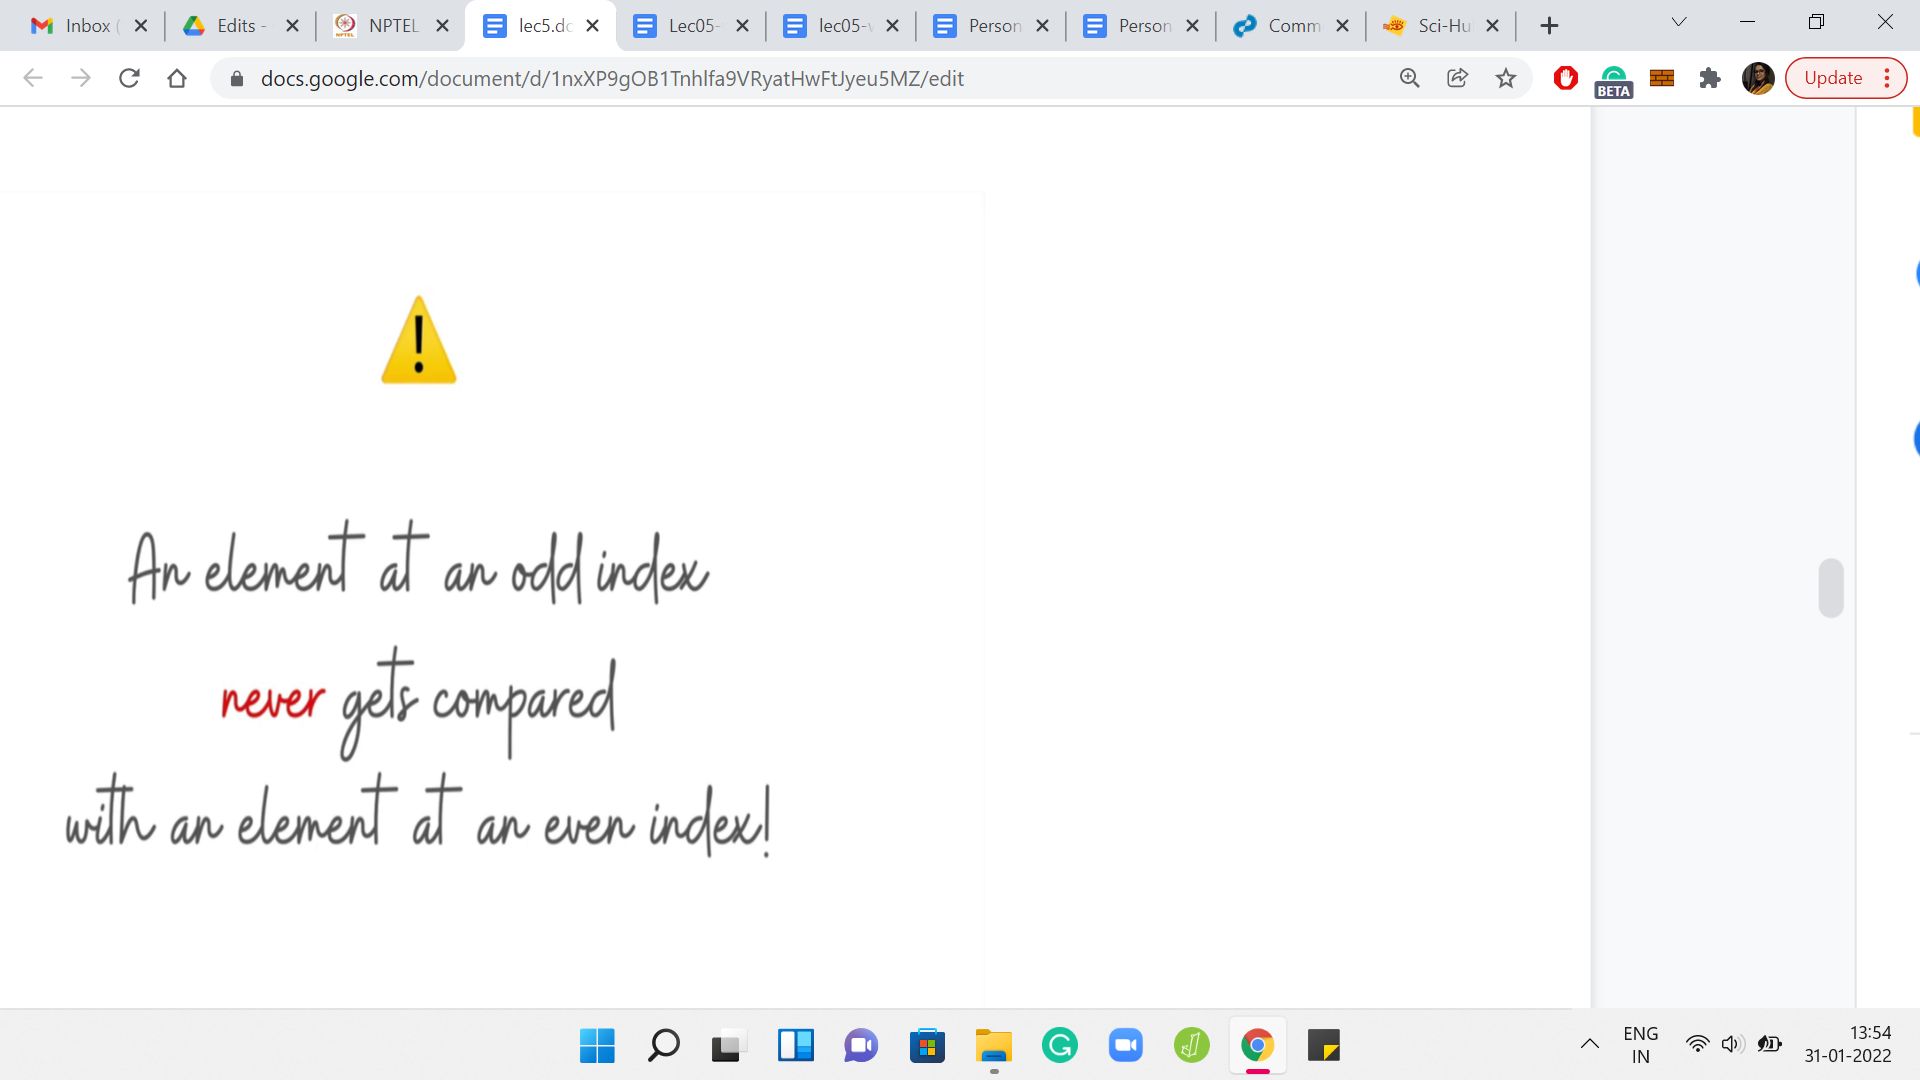 Inbox (
Edits -
NPTEL
lec5.dc
Lec05-
lec05-v
Person
Person
Comm
Sci-Hu
docs.google.com/document/d/1nxXP9gOB1Tnhlfa9VRyatHwFtJyeu5MZ/edit
BETA
Update
An element at an odd index
never gets compared
with an element at an even index!
ENG
IN
13:54
31-01-2022